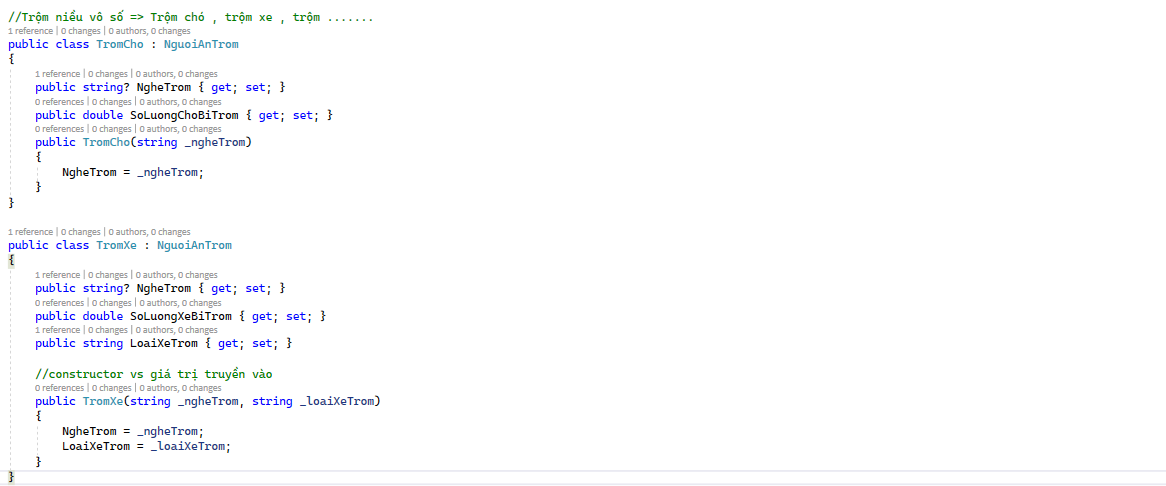 //Trộm niều vô số => Trộm chó , trộm xe , trộm .......
1 reference | 0 changes | 0 authors, 0 changes
public class TromCho : NguoiAnTrom
{
1 reference | 0 changes | 0 authors, 0 changes
public string? NgheTrom { get; set; }
0 references | 0 changes | 0 authors, 0 changes
public double SoLuongChoBiTrom { get; set; }
0 references | 0 changes | 0 authors, 0 changes
public TromCho(string _ngheTrom)
{
NgheTrom = _ngheTrom;
}
}
1 reference | 0 changes | 0 authors, 0 changes
public class TromXe : NguoiAnTrom
{
1 reference | 0 changes | 0 authors, 0 changes
public string? NgheTrom { get; set; }
0 references | 0 changes | 0 authors, 0 changes
public double SoLuongXeBiTrom { get; set; }
1 reference | 0 changes | 0 authors, 0 changes
public string LoaiXeTrom { get; set; }
//constructor vs giá trị truyền vào
0 references | 0 changes | 0 authors, 0 changes
public TromXe(string _ngheTrom, string _loaiXeTrom)
{
NgheTrom = _ngheTrom;
LoaiXeTrom = _loaiXeTrom;
}
}